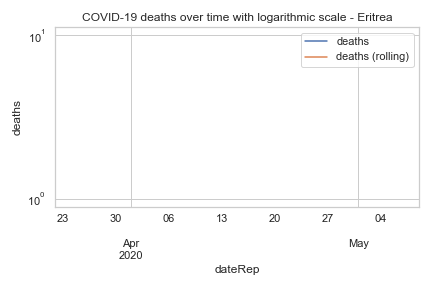 COVID-19 deaths over time with logarithmic scale - Eritrea
deaths
deaths (rolling)
10¹
10⁰
deaths
23 30 06 13 20 27 04
Apr May
2020
dateRep